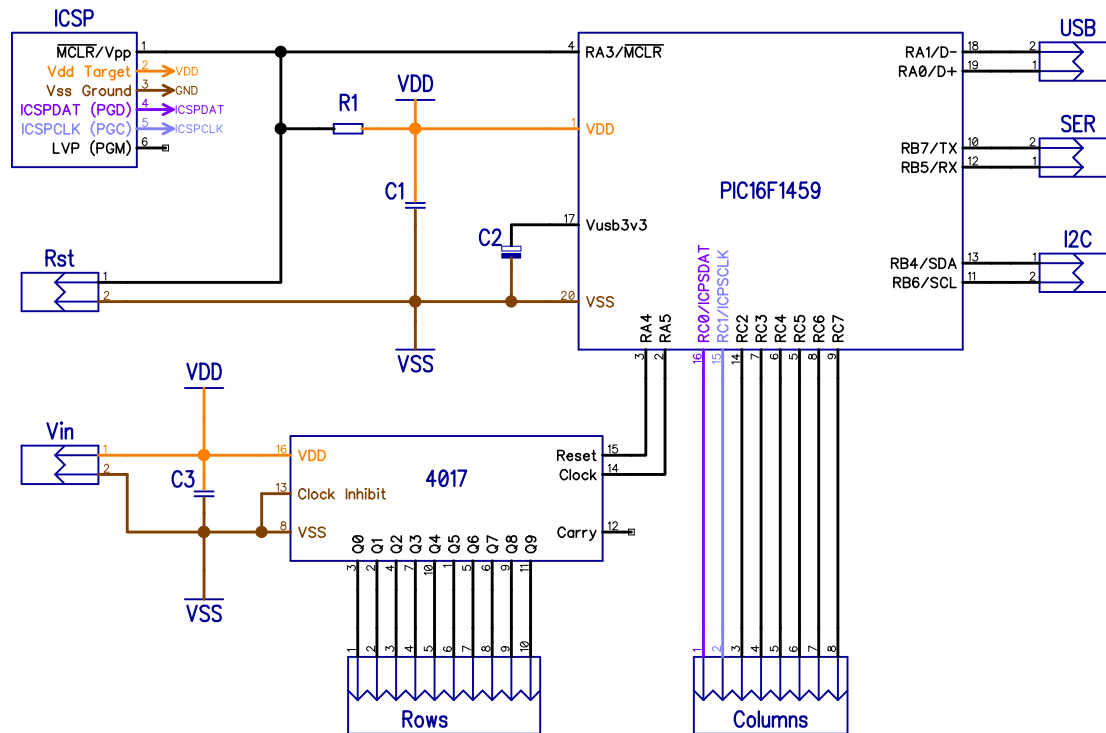 ICSP
MCLR/Vpp 1
Vdd Target 2 VDD
Vss Ground 3 GND
ICSPDAT (PGD) 4 ICSPDAT
ICSPCLK (PGC) 5 ICSPCLK
LVP (PGM) 6
R1
VDD
C1
C2
Rst
1
2
VSS
4 RA3/MCLR
1 VDD
17 Vusb3v3
20 VSS
PIC16F1459
RA1/D- 18
RA0/D+ 19
RB7/TX 10
RB5/RX 12
RB4/SDA 13
RB6/SCL 11
USB
2
1
SER
2
1
I2C
1
2
RA4 3
RA5 2
RC0/ICPSDAT 16
RC1/ICPSCLK 15
RC2 14
RC3 7
RC4 6
RC5 5
RC6 8
RC7 9
VDD
Vin
1
2
C3
VSS
16 VDD
13 Clock Inhibit
8 VSS
4017
Reset 15
Clock 14
Carry 12
Q0 3
Q1 2
Q2 4
Q3 7
Q4 10
Q5 1
Q6 5
Q7 6
Q8 9
Q9 11
1 2 3 4 5 6 7 8 9 10
Rows
1 2 3 4 5 6 7 8
Columns